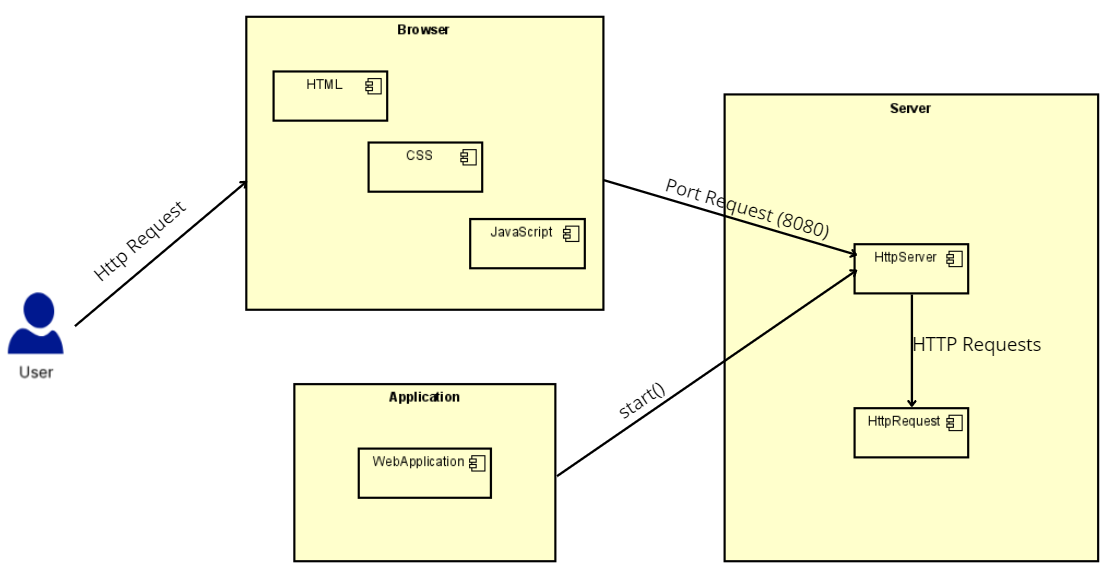 Browser
HTML
CSS
JavaScript
Http Request
User
Port Request (8080)
Server
HttpServer
HTTP Requests
HttpRequest
start()
Application
WebApplication